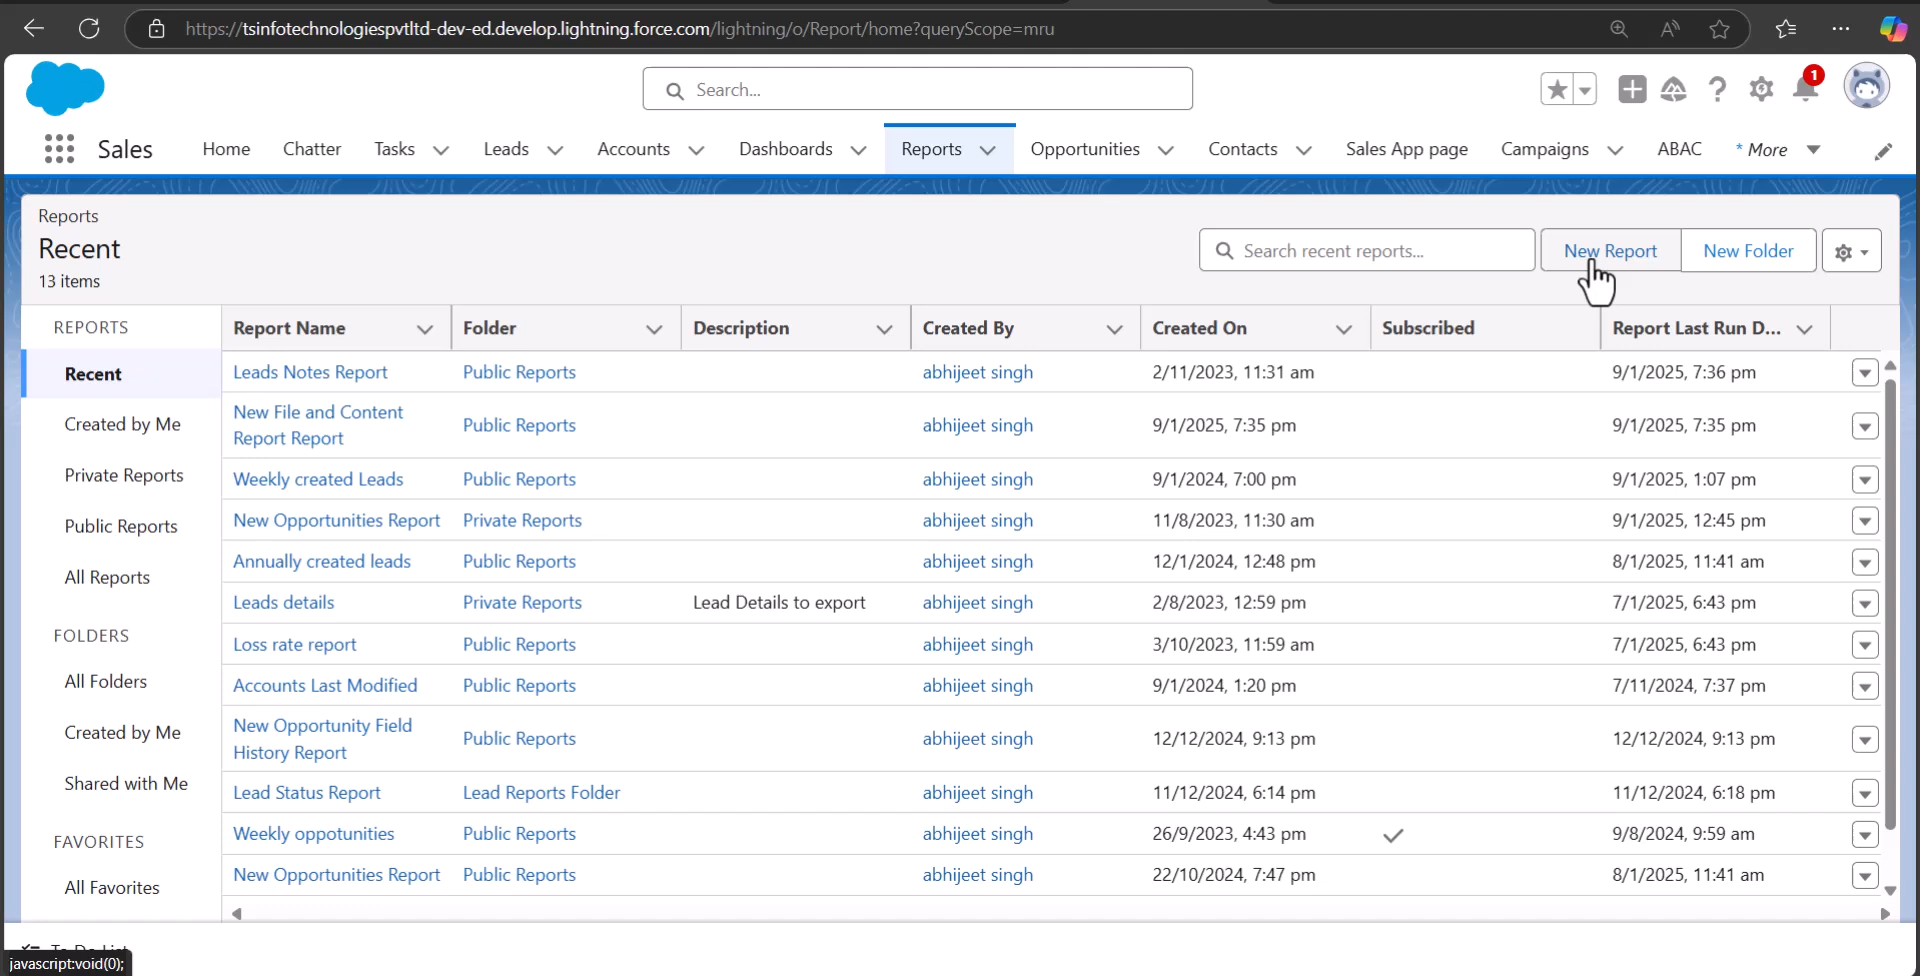 https://tsinfotechnologiespvtltd-dev-ed.develop.lightning.force.com/lightning/o/Report/home?queryScope=mru
Search...
1
Sales
Home
Chatter
Tasks
Leads
Accounts
Dashboards
Reports
Opportunities
Contacts
Sales App page
Campaigns
ABAC
* More
Reports
Recent
13 items
Search recent reports...
New Report
New Folder
REPORTS
Recent
Created by Me
Private Reports
Public Reports
All Reports
FOLDERS
All Folders
Created by Me
Shared with Me
FAVORITES
All Favorites
Report Name Folder Description Created By Created On Subscribed Report Last Run D...
Leads Notes Report Public Reports abhijeet singh 2/11/2023, 11:31 am 9/1/2025, 7:36 pm
New File and Content
Report Report Public Reports abhijeet singh 9/1/2025, 7:35 pm 9/1/2025, 7:35 pm
Weekly created Leads Public Reports abhijeet singh 9/1/2024, 7:00 pm 9/1/2025, 1:07 pm
New Opportunities Report Private Reports abhijeet singh 11/8/2023, 11:30 am 9/1/2025, 12:45 pm
Annually created leads Public Reports abhijeet singh 12/1/2024, 12:48 pm 8/1/2025, 11:41 am
Leads details Private Reports Lead Details to export abhijeet singh 2/8/2023, 12:59 pm 7/1/2025, 6:43 pm
Loss rate report Public Reports abhijeet singh 3/10/2023, 11:59 am 7/1/2025, 6:43 pm
Accounts Last Modified Public Reports abhijeet singh 9/1/2024, 1:20 pm 7/11/2024, 7:37 pm
New Opportunity Field
History Report Public Reports abhijeet singh 12/12/2024, 9:13 pm 12/12/2024, 9:13 pm
Lead Status Report Lead Reports Folder abhijeet singh 11/12/2024, 6:14 pm 11/12/2024, 6:18 pm
Weekly oppotunities Public Reports abhijeet singh 26/9/2023, 4:43 pm 9/8/2024, 9:59 am
New Opportunities Report Public Reports abhijeet singh 22/10/2024, 7:47 pm 8/1/2025, 11:41 am
To Do List
javascript:void(0);